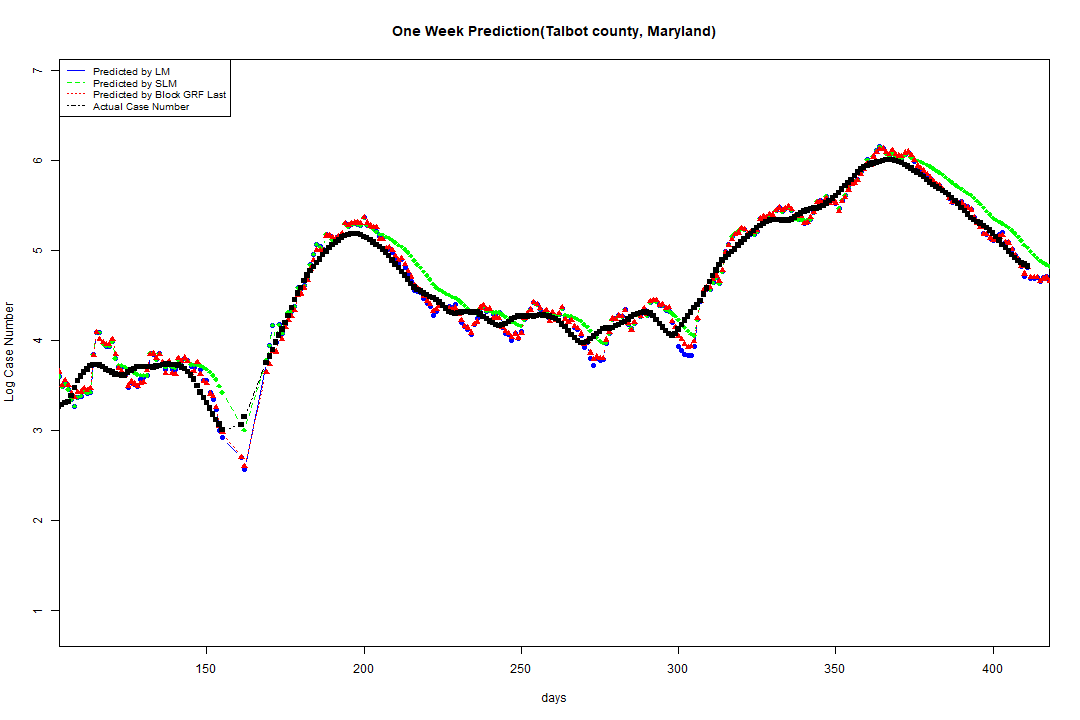 One Week Prediction(Talbot county, Maryland)
Predicted by LM
Predicted by SLM
Predicted by Block GRF Last
Actual Case Number
7
6
5
4
3
2
1
Log Case Number
150 200 250 300 350 400
days